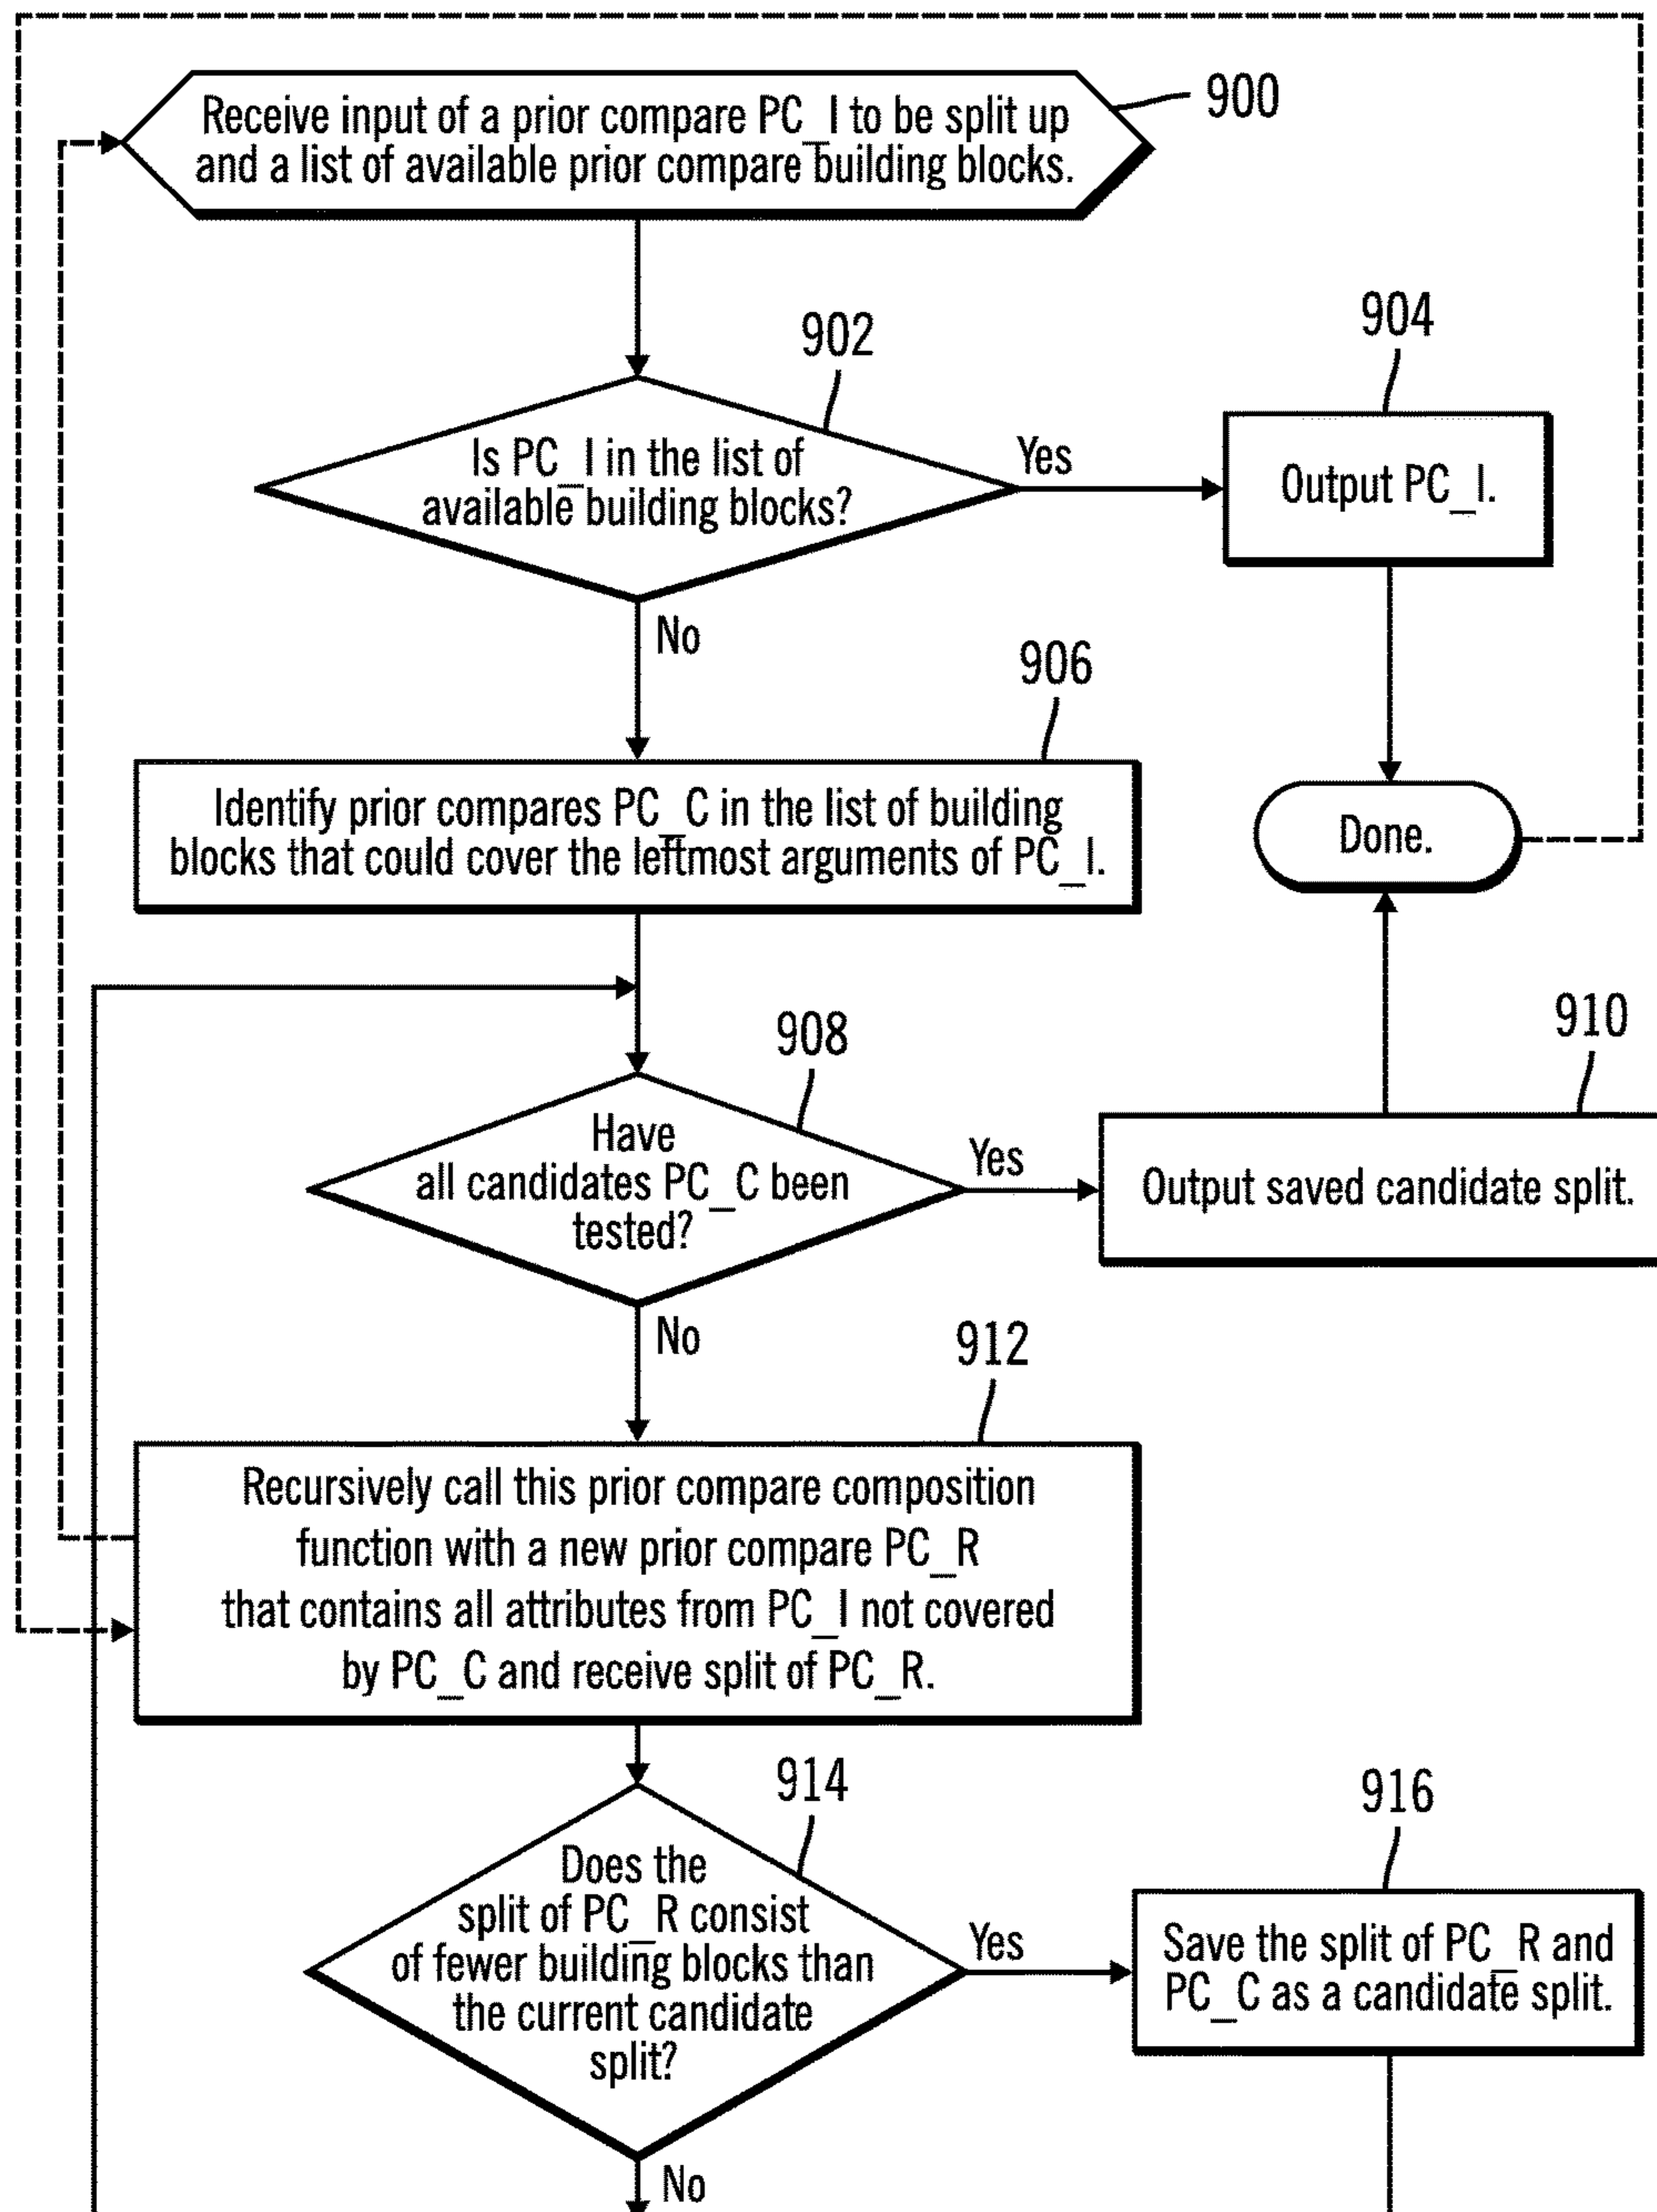 900
Receive input of a prior compare PC_I to be split up
and a list of available prior compare building blocks.
902
904
Is PC_I in the list of
available building blocks?
Yes
Output PC_I.
No
906
Identify prior compares PC_C in the list of building
blocks that could cover the leftmost arguments of PC_I.
Done.
908
910
Have
all candidates PC_C been
tested?
Yes
Output saved candidate split.
No
912
Recursively call this prior compare composition
function with a new prior compare PC_R
that contains all attributes from PC_I not covered
by PC_C and receive split of PC_R.
914
916
Does the
split of PC_R consist
of fewer building blocks than
the current candidate
split?
Yes
Save the split of PC_R and
PC_C as a candidate split.
No